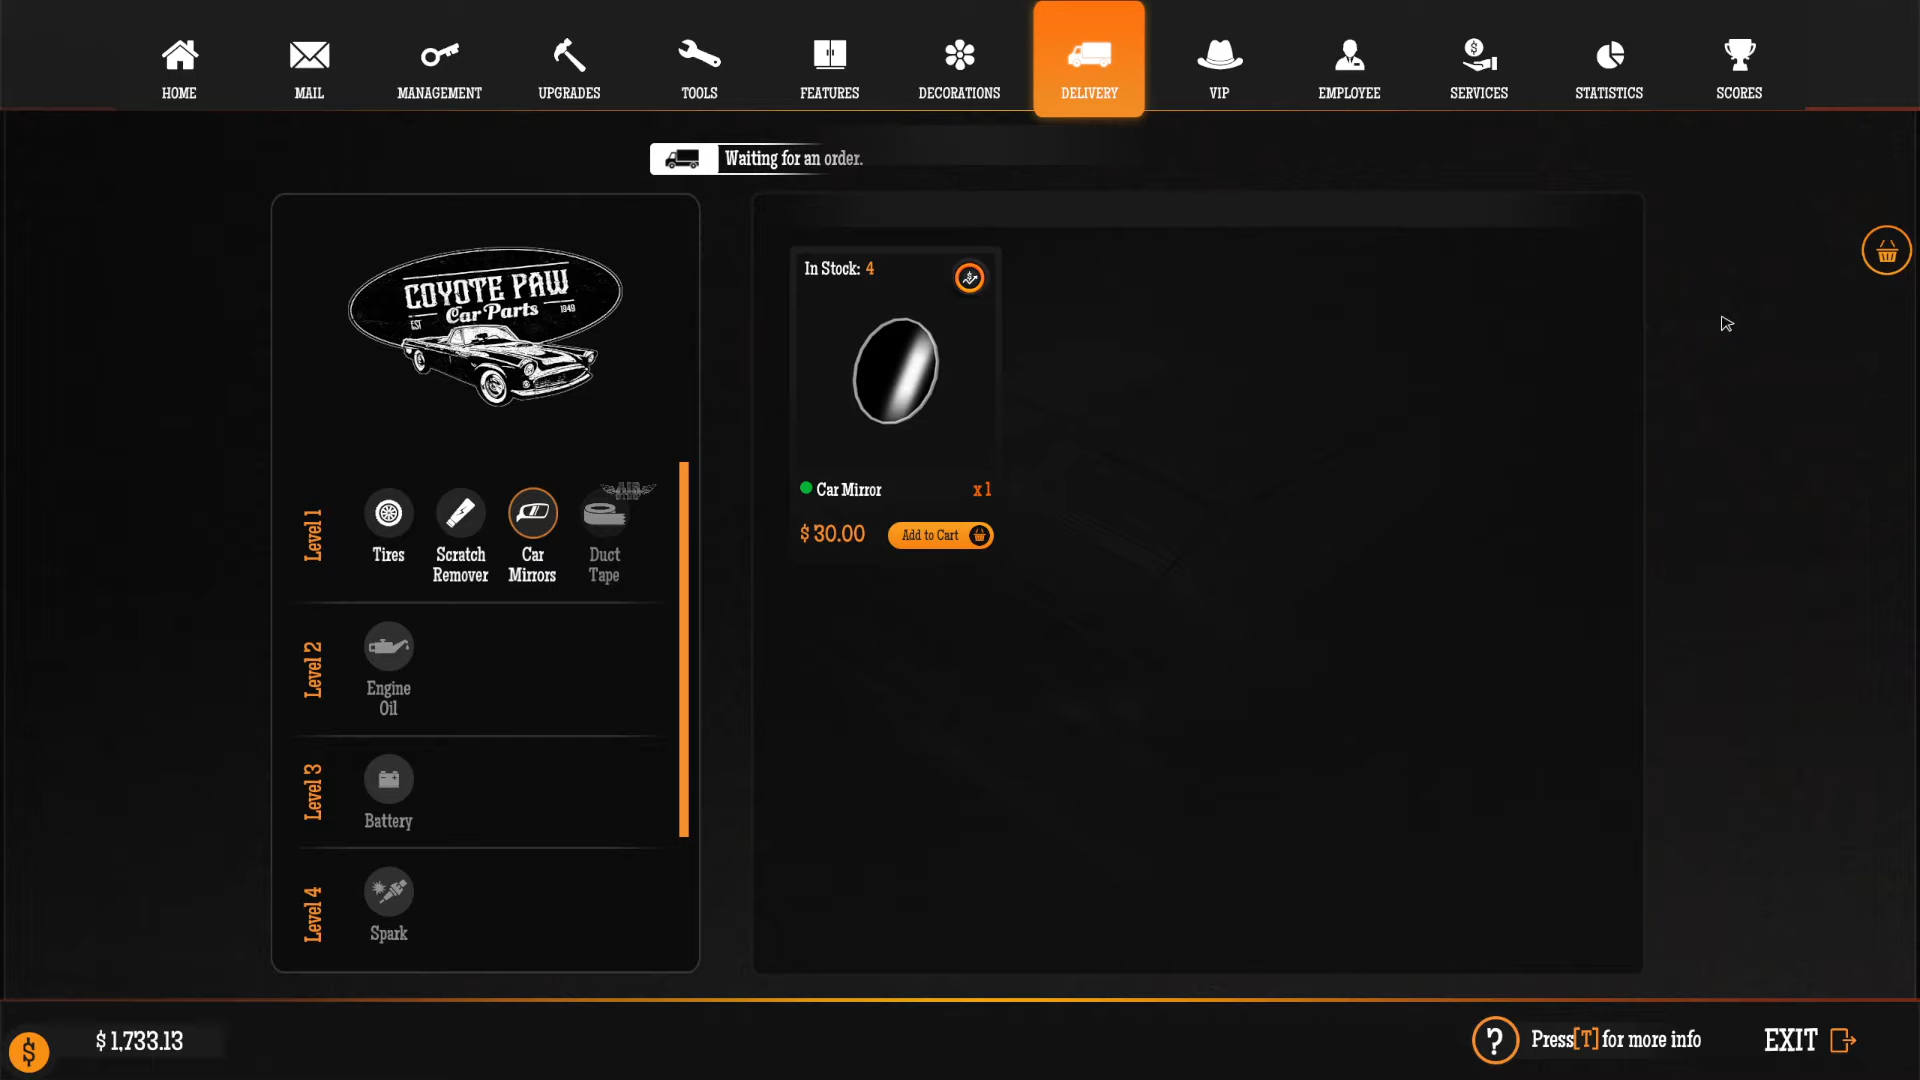 HOME
MAIL
MANAGEMENT
UPGRADES
TOOLS
FEATURES
DECORATIONS
DELIVERY
VIP
EMPLOYEE
SERVICES
STATISTICS
SCORES
Waiting for an order.
COYOTE PAW
Car Parts
EST
1949
In Stock: 4
Car Mirror x 1
$ 30.00
Add to Cart
Level 1
Tires
Scratch
Remover
Car
Mirrors
Duct
Tape
Level 2
Engine
Oil
Level 3
Battery
Level 4
Spark
$ 1,733.13
? Press[T] for more info
EXIT